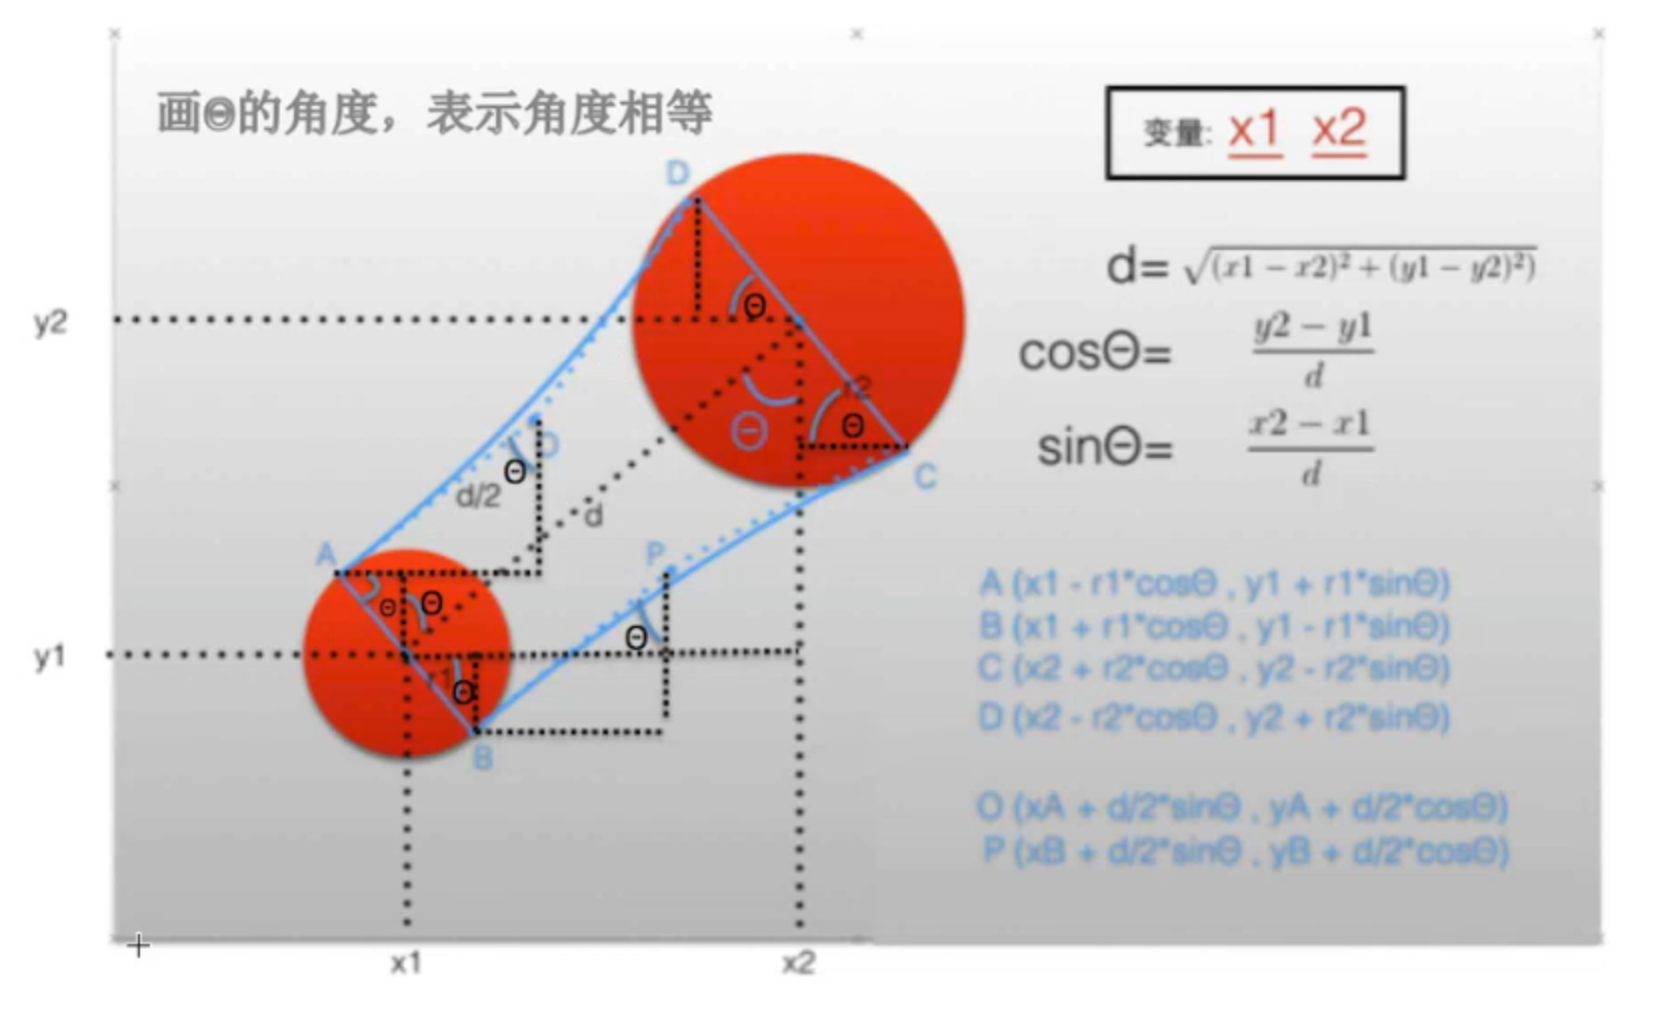 画Θ的角度，表示角度相等
变量: x1 x2
D
d= √(x1 − x2)² + (y1 − y2)²)
y2
Θ
cosΘ= y2 − y1 / d
r2
Θ
Θ
sinΘ= x2 − x1 / d
O
Θ
C
d/2
d
A
P
A (x1 - r1*cosΘ , y1 + r1*sinΘ)
Θ
Θ
B (x1 + r1*cosΘ , y1 - r1*sinΘ)
Θ
y1
C (x2 + r2*cosΘ , y2 - r2*sinΘ)
r1
Θ
D (x2 - r2*cosΘ , y2 + r2*sinΘ)
B
O (xA + d/2*sinΘ , yA + d/2*cosΘ)
P (xB + d/2*sinΘ , yB + d/2*cosΘ)
x1
x2